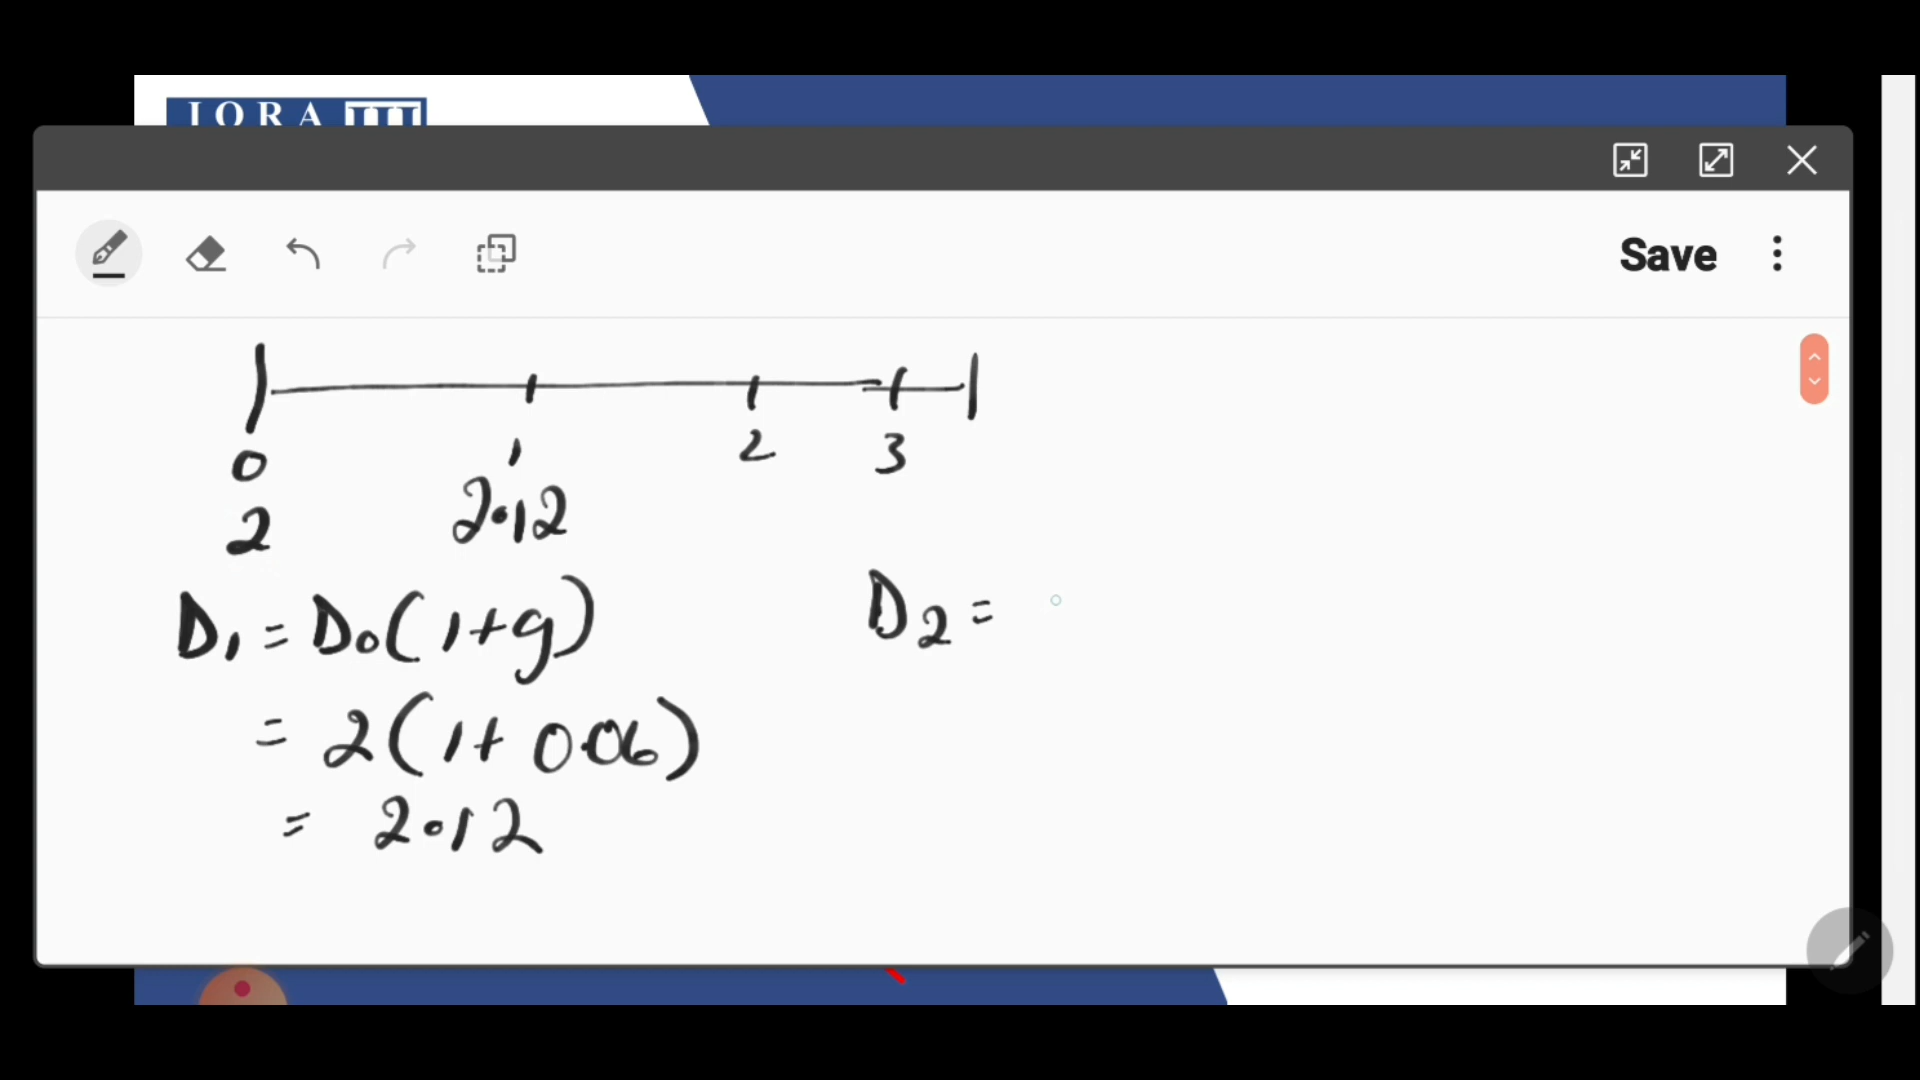 IORA
Save
0 1 2 3
2 2.12
D₁ = D₀(1+g)
= 2(1+0.06)
= 2.12
D₂ =